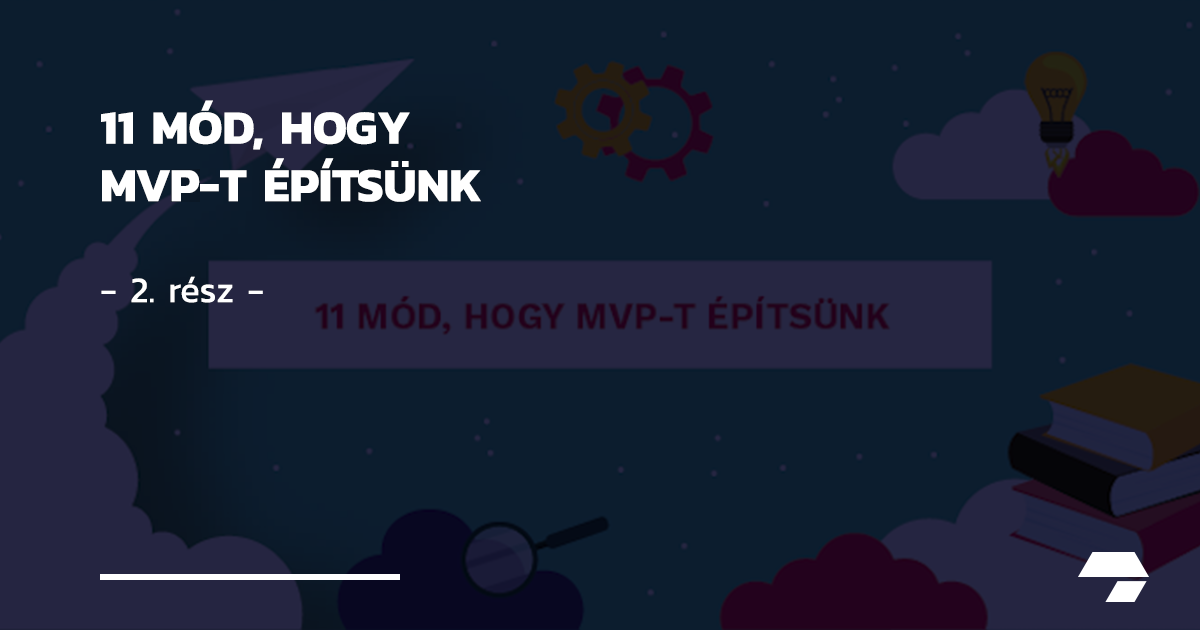 11 MÓD, HOGY
MVP-T ÉPÍTSÜNK
- 2. rész -
11 MÓD, HOGY MVP-T ÉPÍTSÜNK